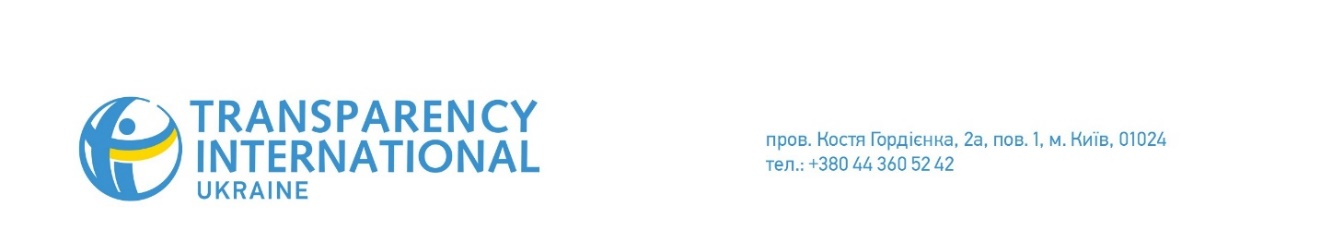 TRANSPARENCY
INTERNATIONAL
UKRAINE
пров. Костя Гордієнка, 2а, пов. 1, м. Київ, 01024
тел.: +380 44 360 52 42